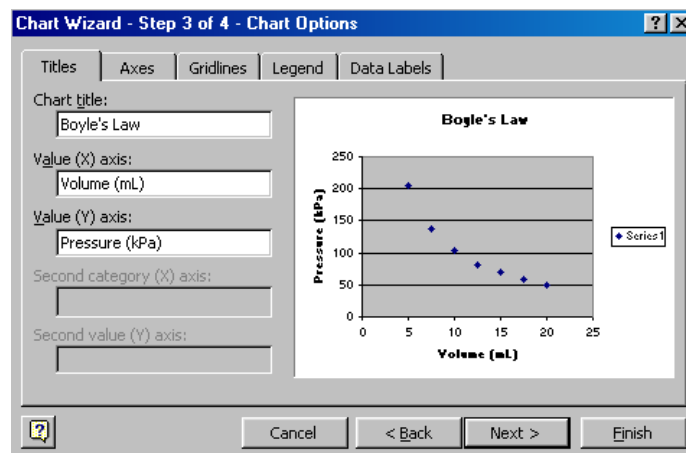 Chart Wizard - Step 3 of 4 - Chart Options
Titles Axes Gridlines Legend Data Labels
Chart title:
Boyle's Law
Value (X) axis:
Volume (mL)
Value (Y) axis:
Pressure (kPa)
Second category (X) axis:
Second value (Y) axis:
Boyle's Law
Pressure (kPa)
250
200
150
100
50
0
0 5 10 15 20 25
Volume (mL)
Series1
Cancel < Back Next > Finish